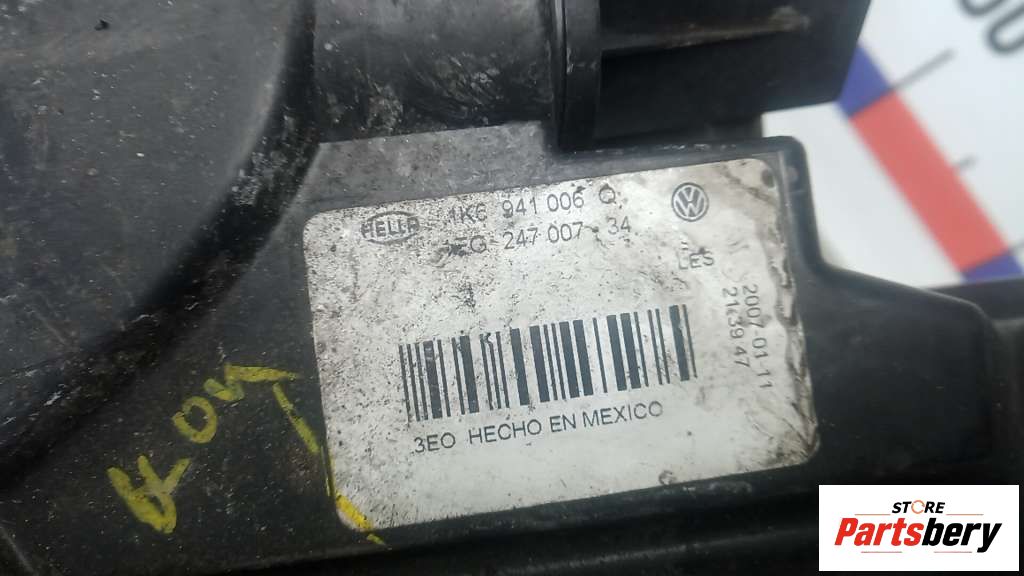 HELLA 1K6 941 006 Q
1EG 247 007-34
LES
2007.01.11
21:39 47
3EO HECHO EN MEXICO
STORE
Partsbery